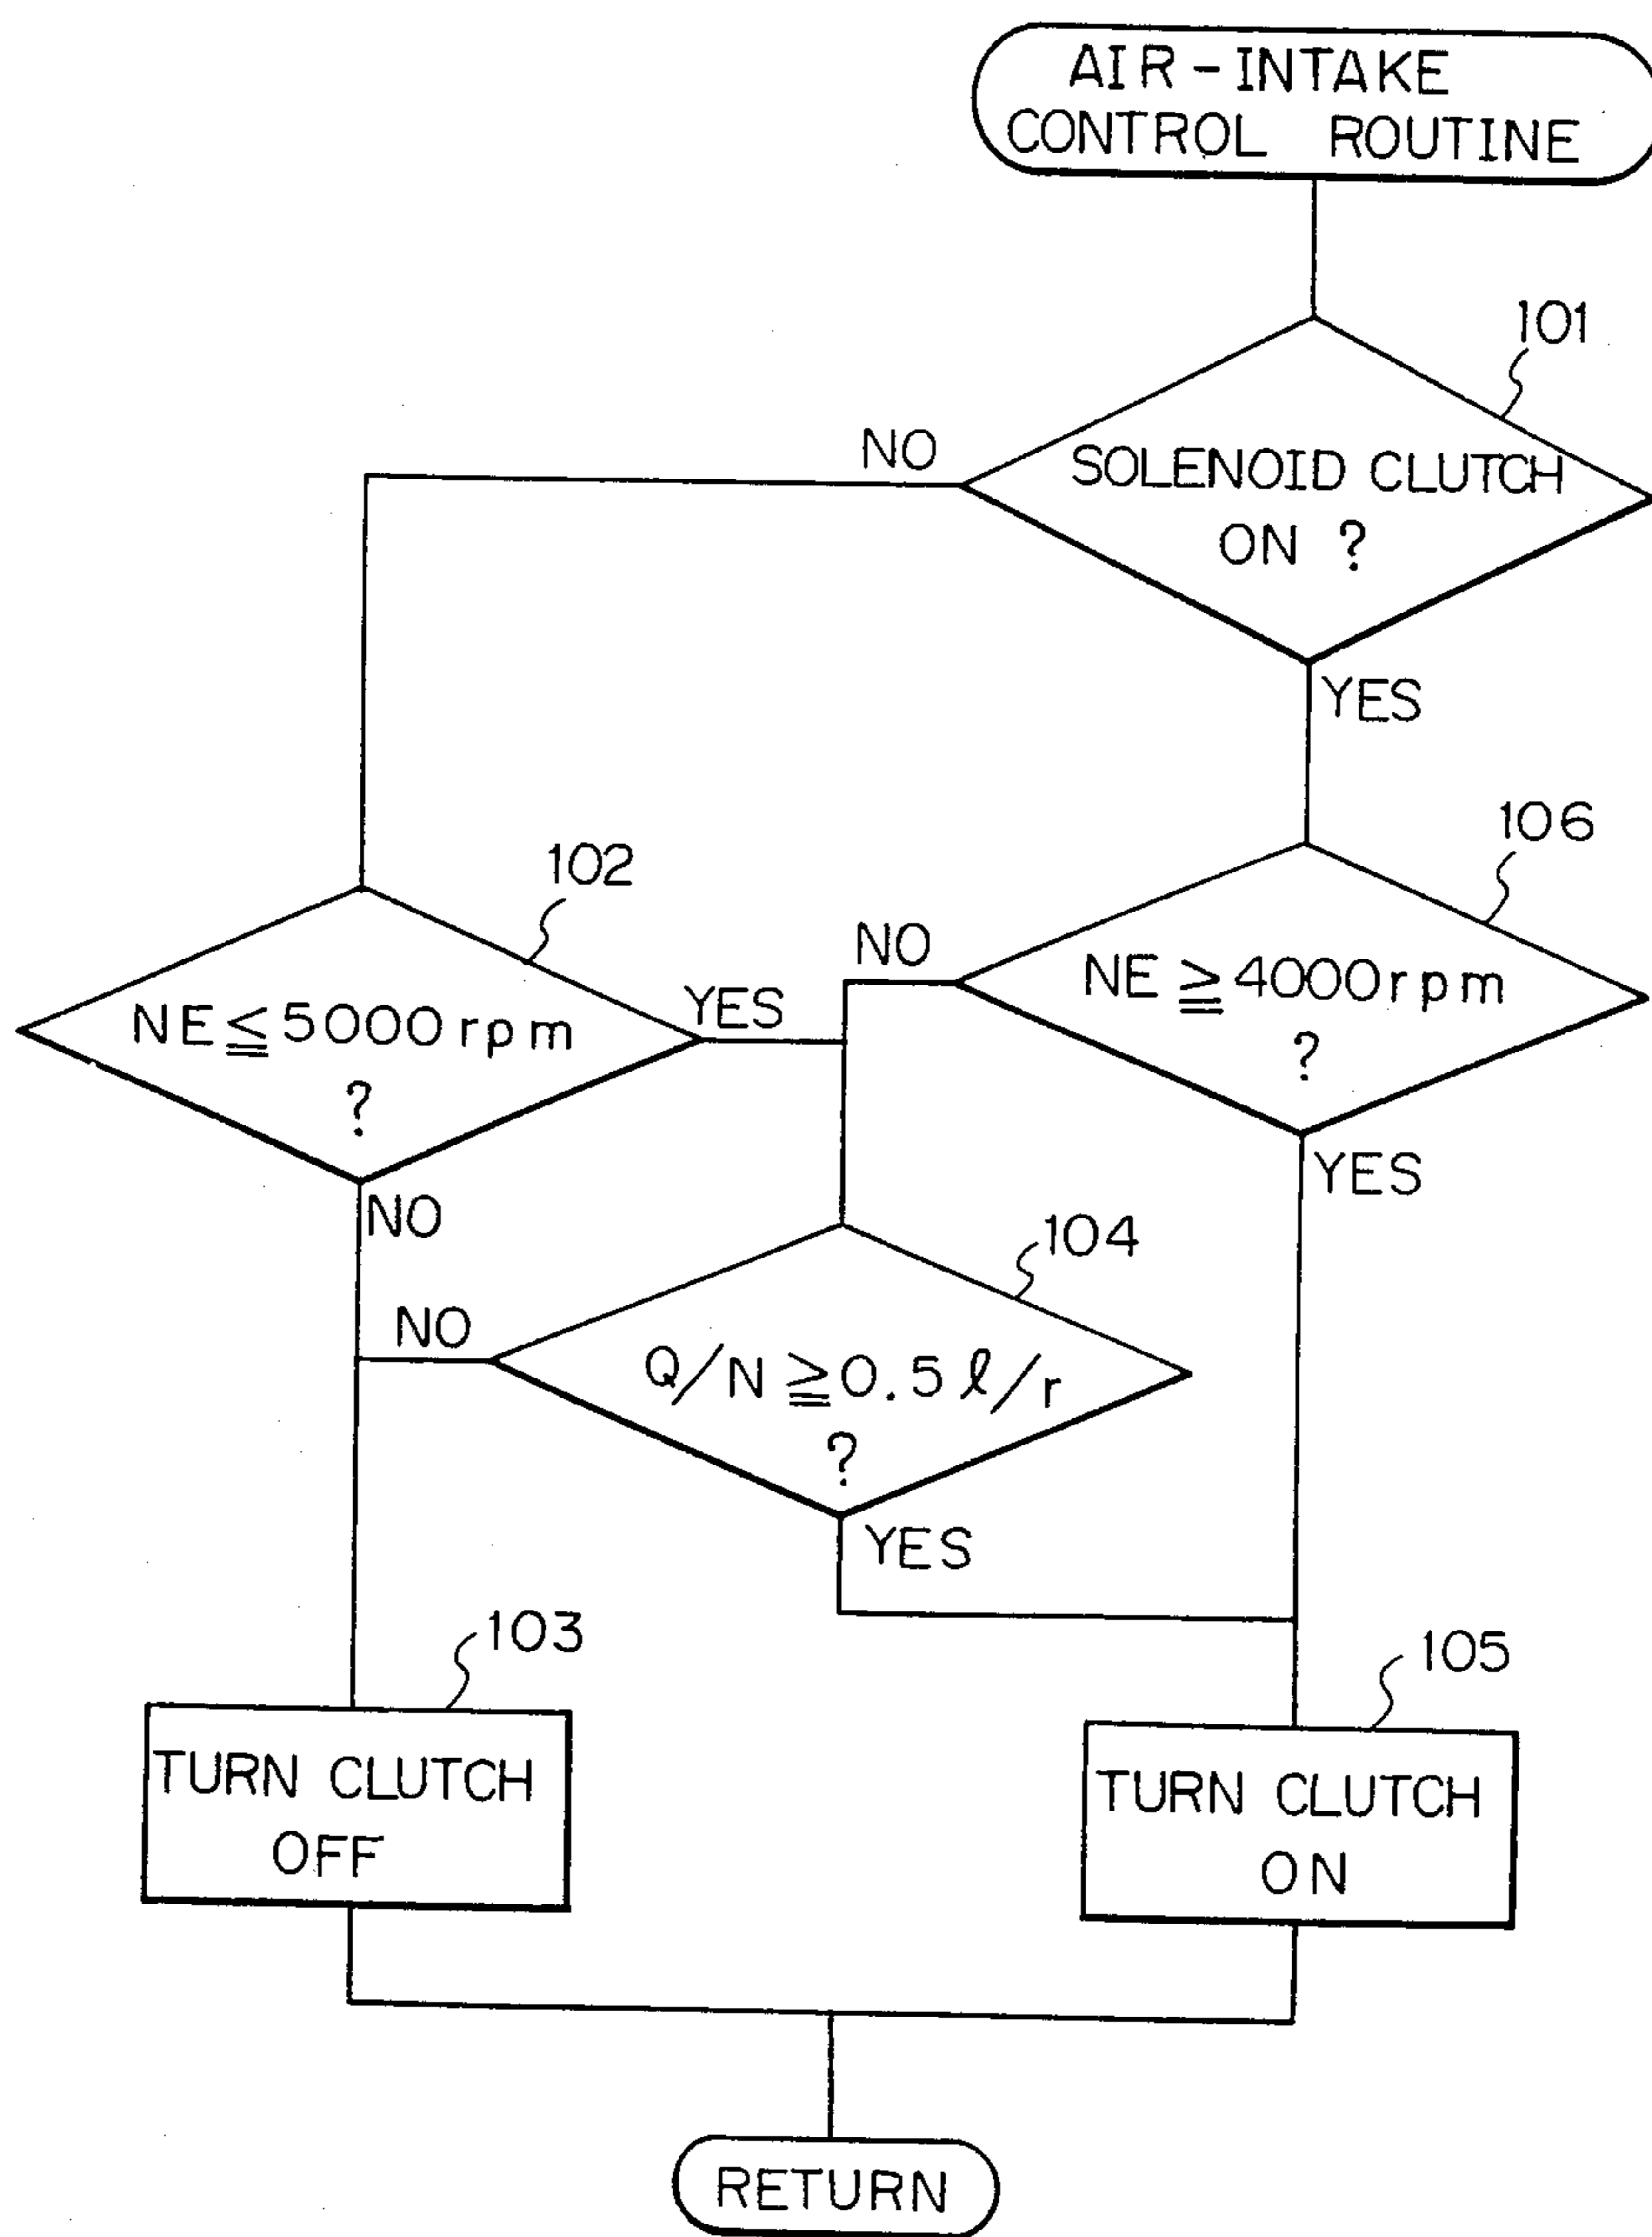 AIR-INTAKE
CONTROL ROUTINE
101
NO
SOLENOID CLUTCH
ON ?
YES
102
106
NO
NE ≧ 4000rpm
?
YES
NE ≦ 5000rpm
?
YES
NO
104
NO
Q/N ≧ 0.5 ℓ/r
?
YES
103
105
TURN CLUTCH
OFF
TURN CLUTCH
ON
RETURN